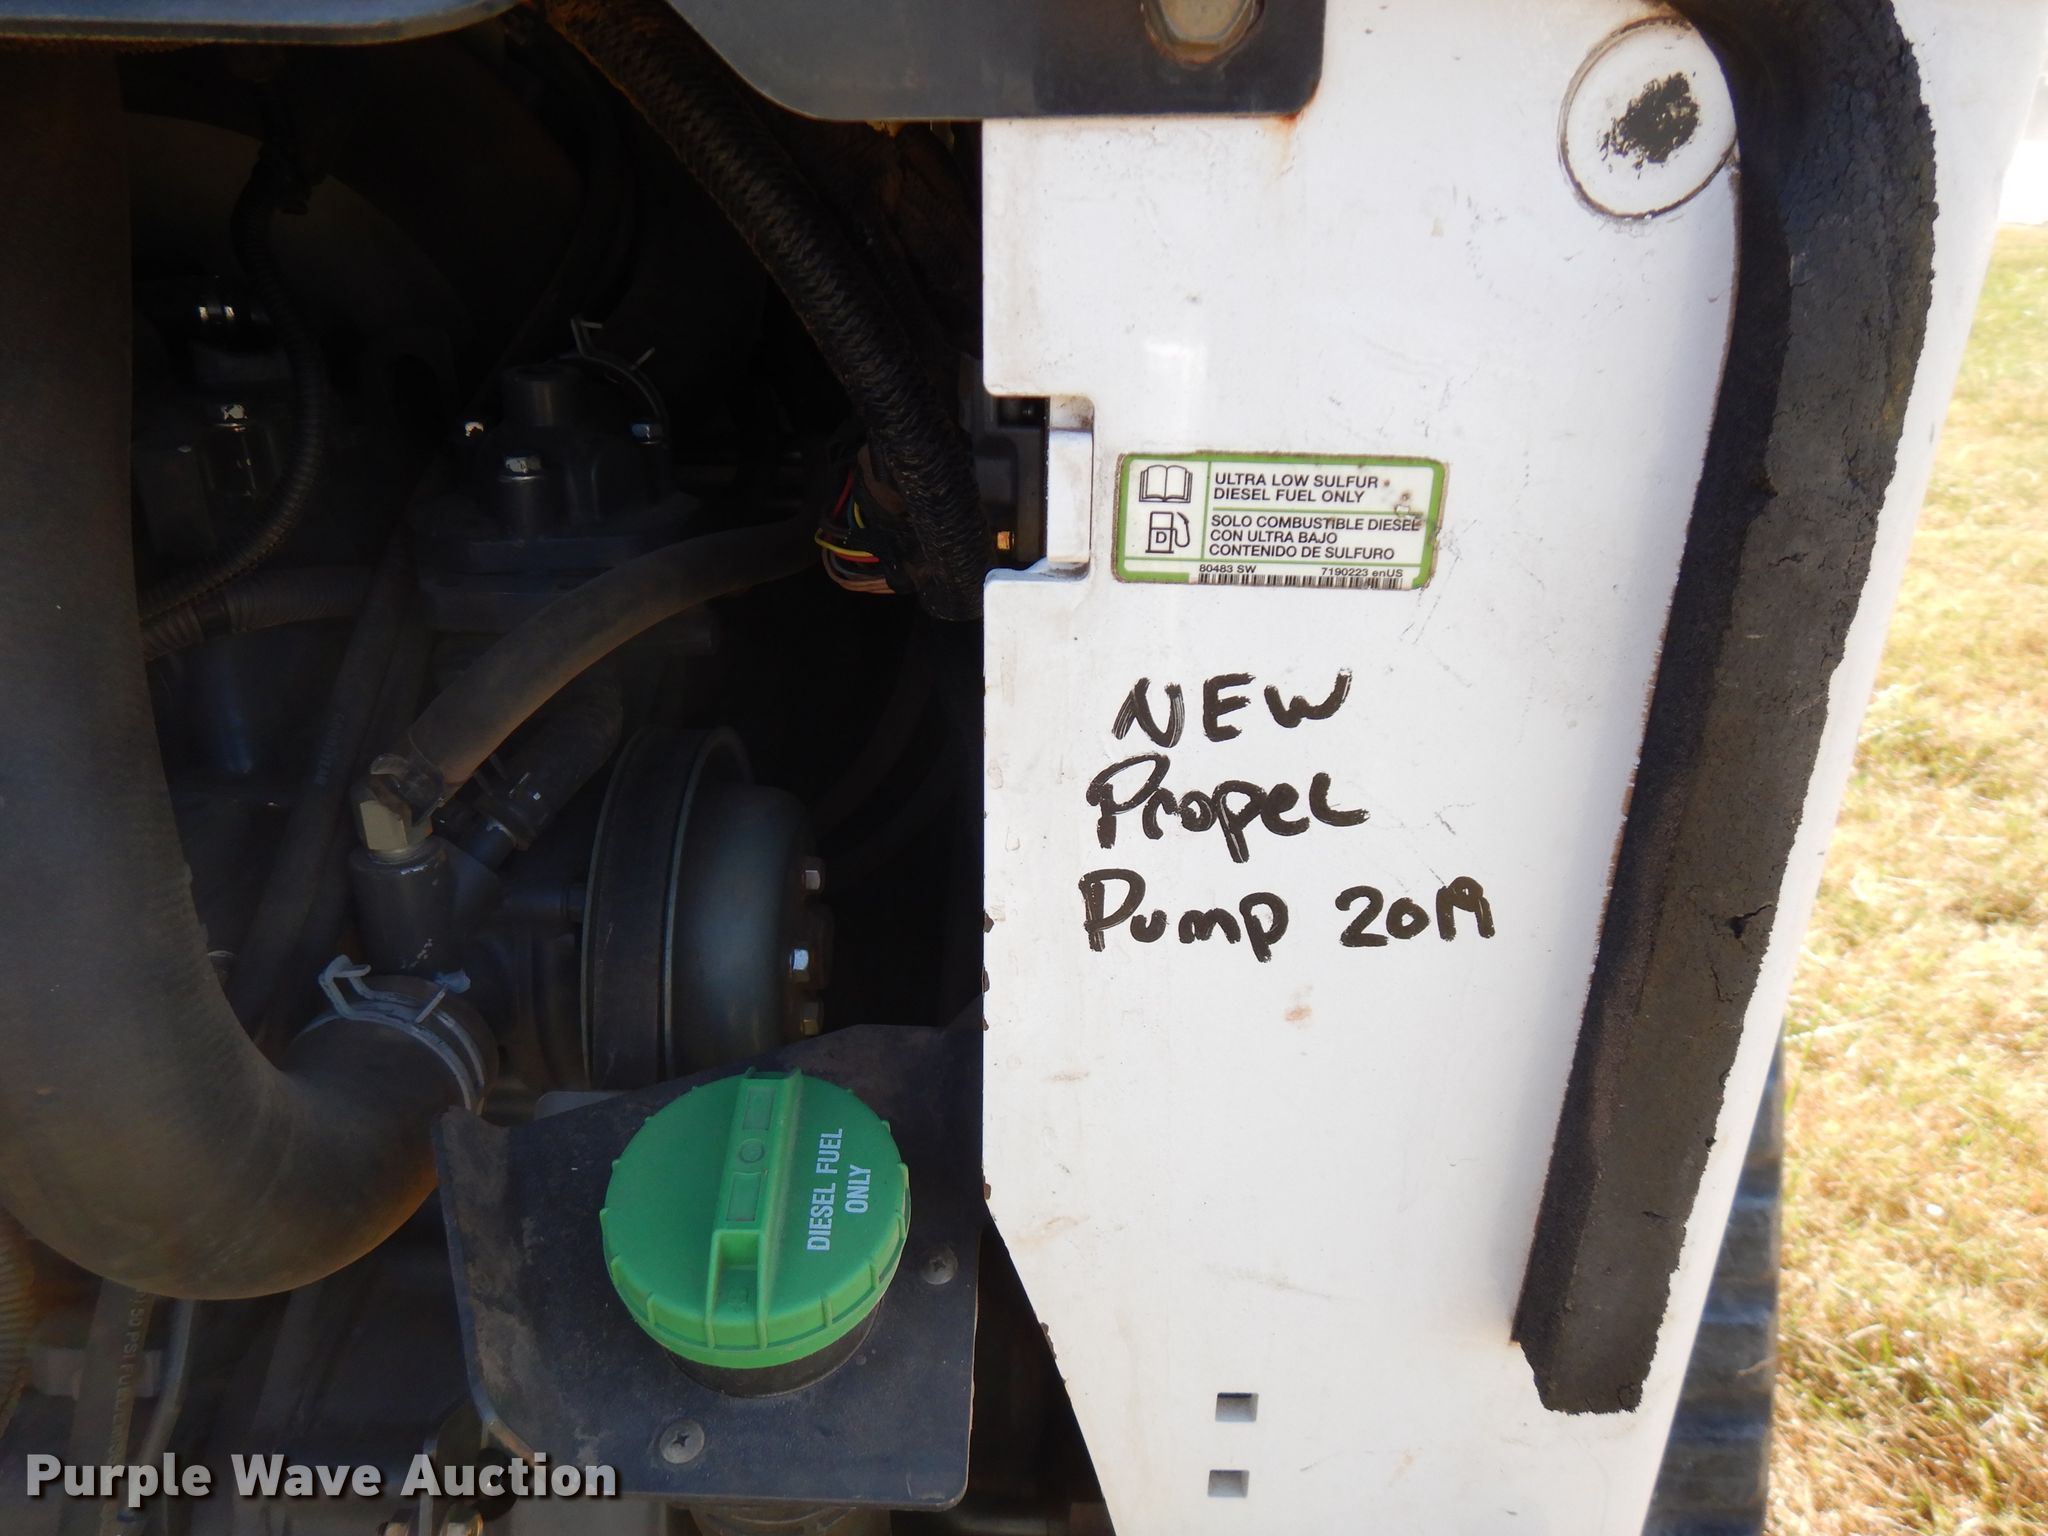 ULTRA LOW SULFUR
DIESEL FUEL ONLY
SOLO COMBUSTIBLE DIESEL
CON ULTRA BAJO
CONTENIDO DE SULFURO
80483 SW 7190223 enUS
D
NEW
Propel
Pump 2019
DIESEL FUEL
ONLY
Purple Wave Auction